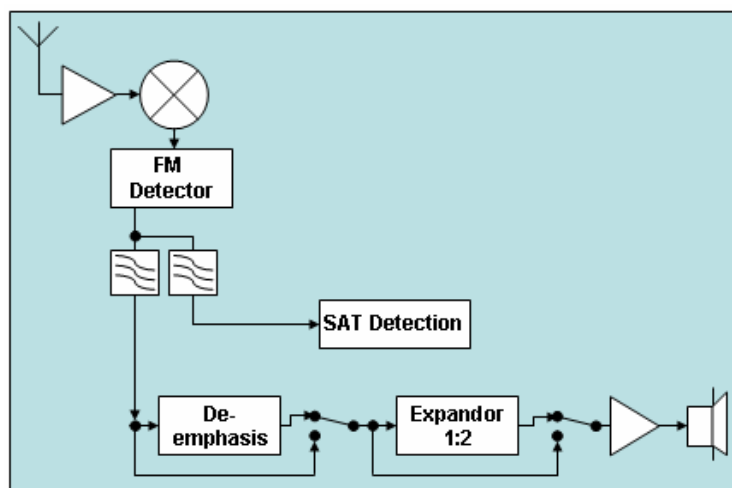 FM
Detector
SAT Detection
De-
emphasis
Expandor
1:2